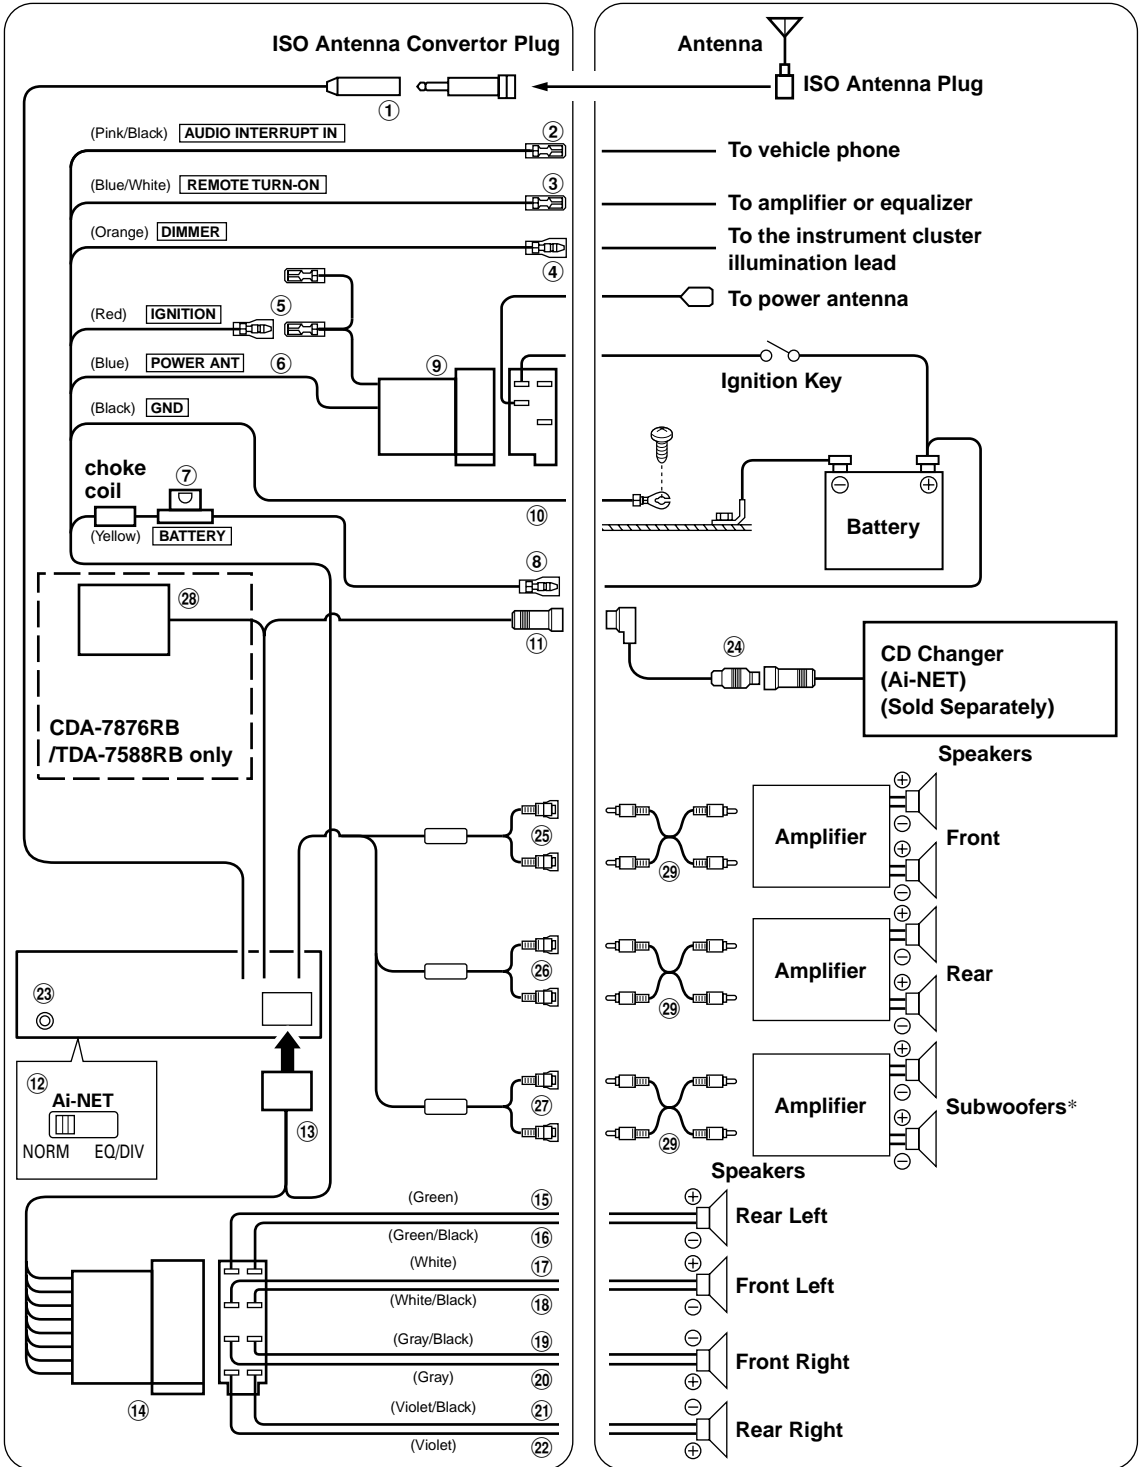 ISO Antenna Convertor Plug
Antenna
ISO Antenna Plug
①
(Pink/Black) AUDIO INTERRUPT IN ②
To vehicle phone
(Blue/White) REMOTE TURN-ON ③
To amplifier or equalizer
(Orange) DIMMER
④
To the instrument cluster
illumination lead
To power antenna
(Red) IGNITION ⑤
(Blue) POWER ANT ⑥
⑨
Ignition Key
(Black) GND
⑩
choke
coil
⑦
(Yellow) BATTERY
⑧
⊖ ⊕
Battery
㉘
CDA-7876RB
/TDA-7588RB only
⑪
㉔
CD Changer
(Ai-NET)
(Sold Separately)
Speakers
㉕
㉙
Amplifier
⊕
⊖
⊕
⊖
Front
㉖
㉙
Amplifier
⊕
⊖
⊕
⊖
Rear
㉓
⑫
Ai-NET
NORM EQ/DIV
⑬
㉗
㉙
Amplifier
⊕
⊖
⊕
⊖
Subwoofers*
Speakers
(Green) ⑮
⊕
Rear Left
(Green/Black) ⑯
⊖
(White) ⑰
⊕
Front Left
(White/Black) ⑱
⊖
(Gray/Black) ⑲
⊖
Front Right
(Gray) ⑳
⊕
⑭
(Violet/Black) ㉑
⊖
Rear Right
(Violet) ㉒
⊕